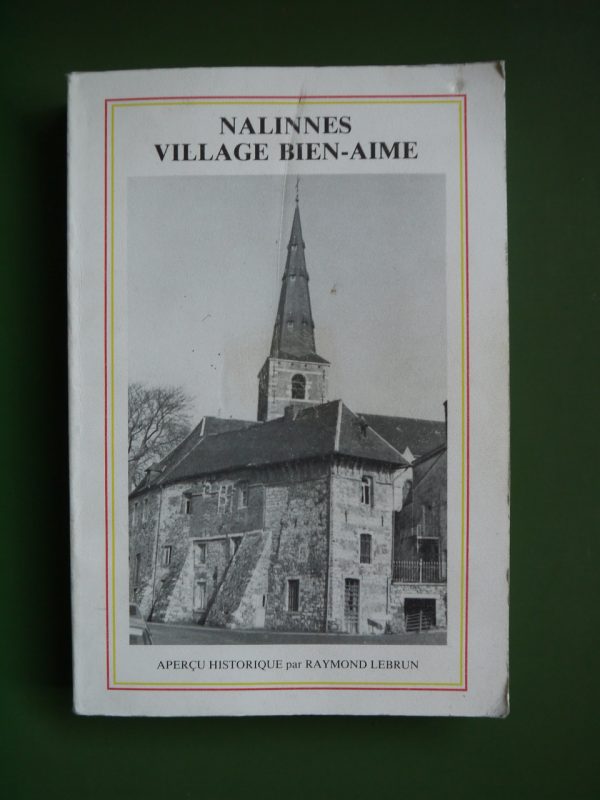 NALINNES
VILLAGE BIEN-AIME
APERÇU HISTORIQUE par RAYMOND LEBRUN